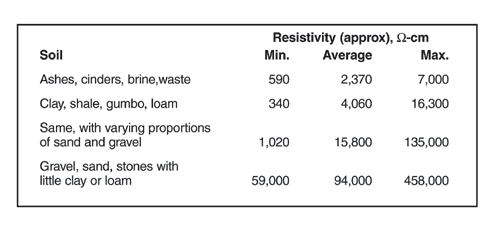 Resistivity (approx), Ω-cm
Soil Min. Average Max.
Ashes, cinders, brine,waste 590 2,370 7,000
Clay, shale, gumbo, loam 340 4,060 16,300
Same, with varying proportions
of sand and gravel 1,020 15,800 135,000
Gravel, sand, stones with
little clay or loam 59,000 94,000 458,000